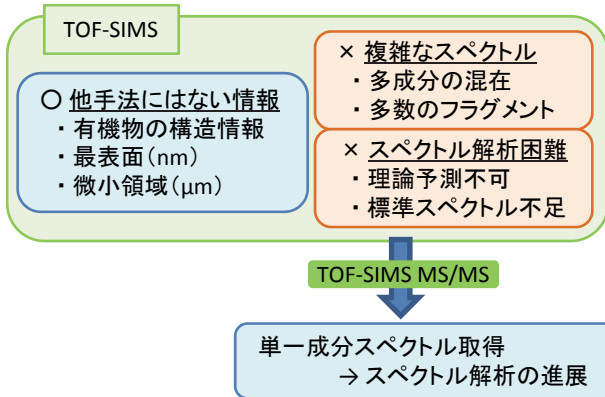 TOF-SIMS
〇 他手法にはない情報
・有機物の構造情報
・最表面(nm)
・微小領域(μm)
× 複雑なスペクトル
・多成分の混在
・多数のフラグメント
× スペクトル解析困難
・理論予測不可
・標準スペクトル不足
TOF-SIMS MS/MS
単一成分スペクトル取得
→ スペクトル解析の進展